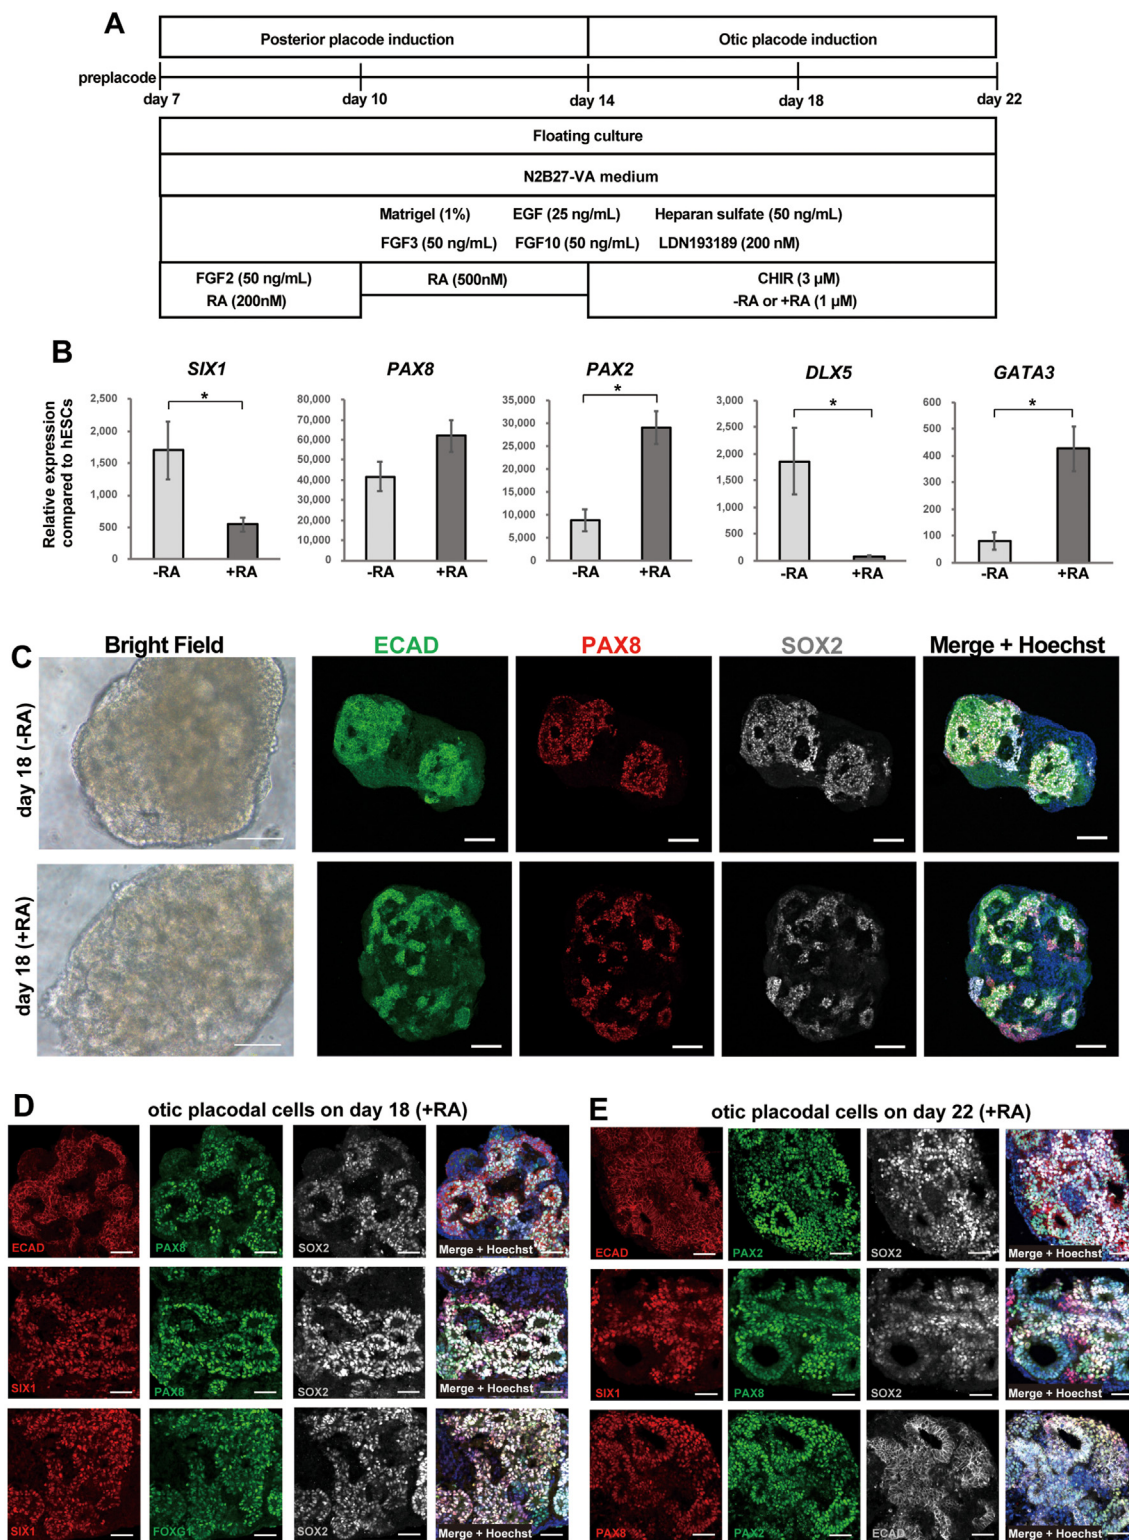 A
Posterior placode induction
Otic placode induction
preplacode
day 7
day 10
day 14
day 18
day 22
Floating culture
N2B27-VA medium
Matrigel (1%) EGF (25 ng/mL) Heparan sulfate (50 ng/mL)
FGF3 (50 ng/mL) FGF10 (50 ng/mL) LDN193189 (200 nM)
FGF2 (50 ng/mL)
RA (200nM)
RA (500nM)
CHIR (3 µM)
-RA or +RA (1 µM)
B
Relative expression
compared to hESCs
SIX1
2,500
2,000
1,500
1,000
500
0
*
-RA +RA
PAX8
80,000
70,000
60,000
50,000
40,000
30,000
20,000
10,000
0
-RA +RA
PAX2
35,000
30,000
25,000
20,000
15,000
10,000
5,000
0
*
-RA +RA
DLX5
3,000
2,500
2,000
1,500
1,000
500
0
*
-RA +RA
GATA3
600
500
400
300
200
100
0
*
-RA +RA
C
Bright Field ECAD PAX8 SOX2 Merge + Hoechst
day 18 (-RA)
day 18 (+RA)
D
otic placodal cells on day 18 (+RA)
ECAD PAX8 SOX2 Merge + Hoechst
SIX1 PAX8 SOX2 Merge + Hoechst
SIX1 FOXG1 SOX2 Merge + Hoechst
E
otic placodal cells on day 22 (+RA)
ECAD PAX2 SOX2 Merge + Hoechst
SIX1 PAX8 SOX2 Merge + Hoechst
PAX8 PAX2 ECAD Merge + Hoechst